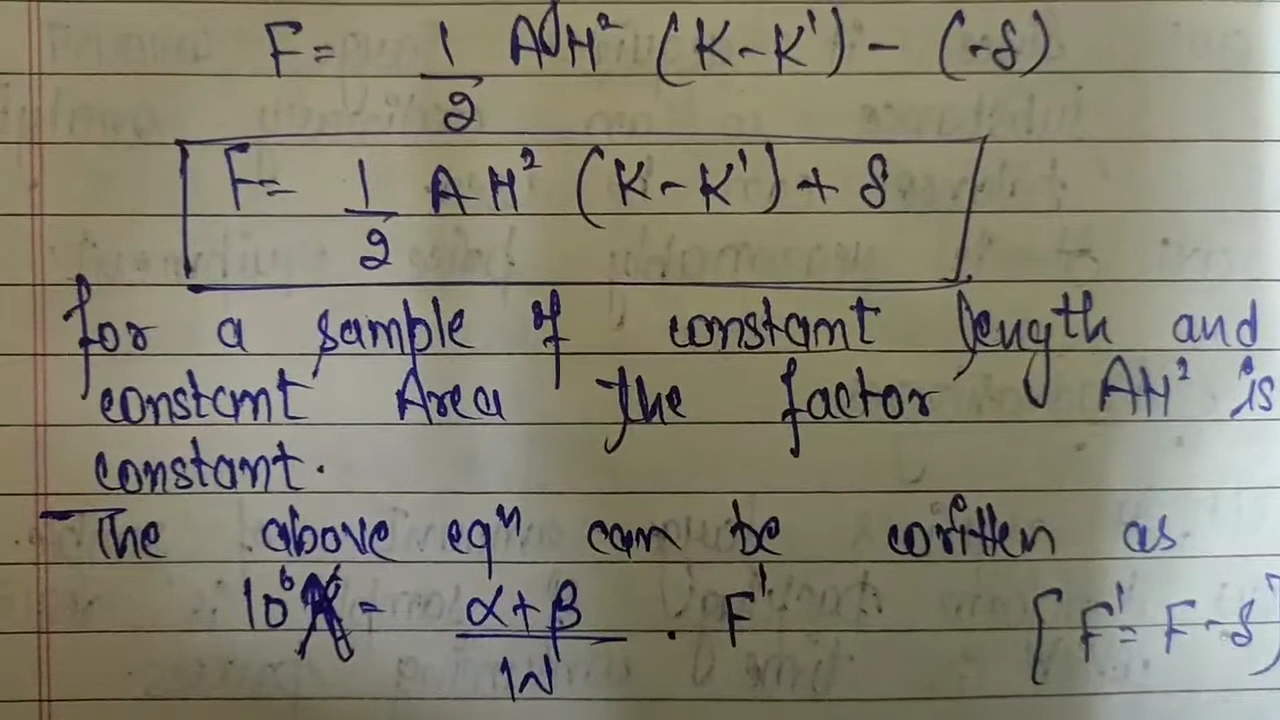 F = 1/2 AH² (K-K') - (-δ)
F = 1/2 AH² (K-K') + δ
for a sample of constant length and
constant Area the factor AH² is
constant.
The above eqⁿ can be written as
10⁶ = α+β/W . F' [F' = F-δ]